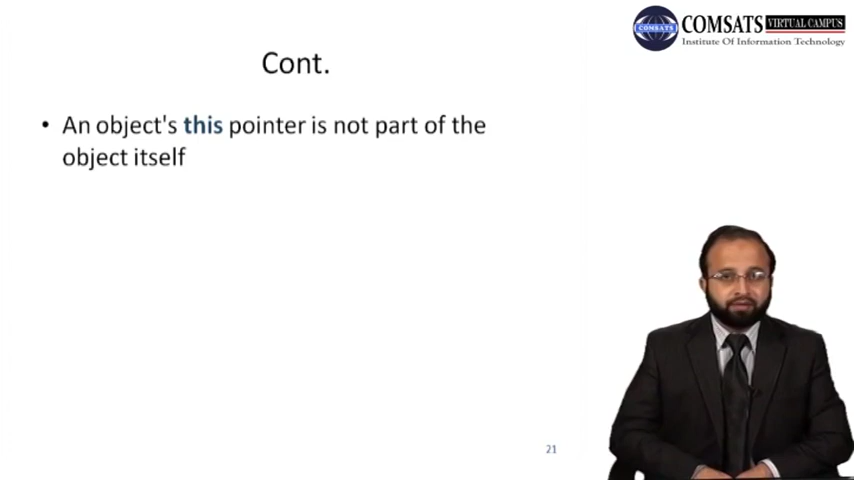 COMSATS VIRTUAL CAMPUS
COMSATS
Institute Of Information Technology
Cont.
• An object's this pointer is not part of the
object itself
21